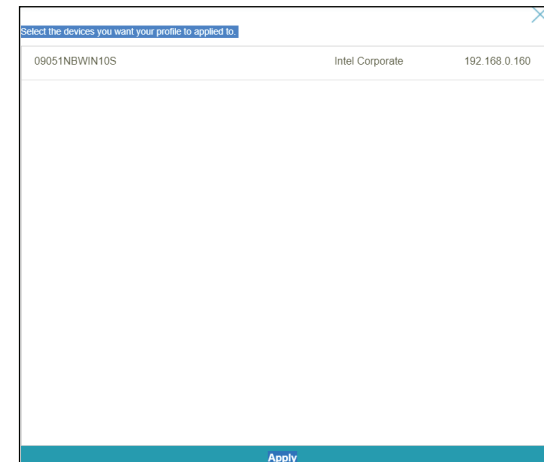 Select the devices you want your profile to applied to.
09051NBWIN10S Intel Corporate 192.168.0.160
Apply